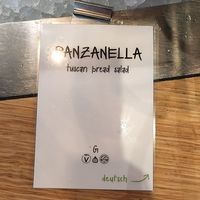 PANZANELLA
tuscan bread salad
G
V
deutsch